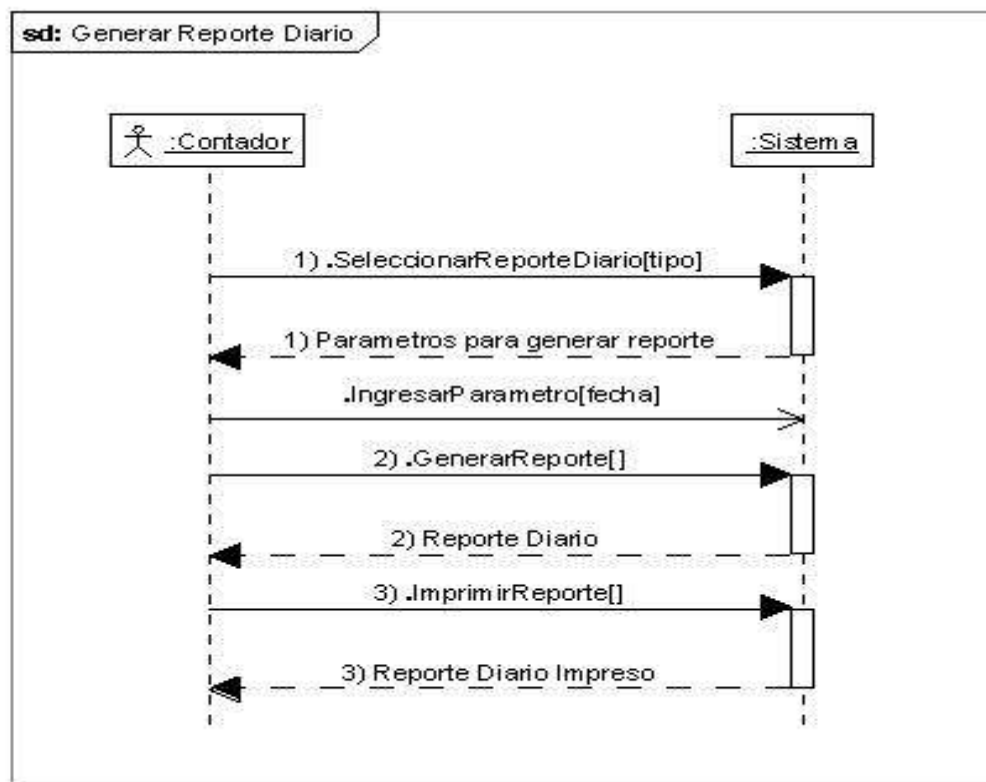 sd: Generar Reporte Diario
:Contador
:Sistema
1) .SeleccionarReporteDiario[tipo]
1) Parametros para generar reporte
.IngresarParametro[fecha]
2) .GenerarReporte[]
2) Reporte Diario
3) .ImprimirReporte[]
3) Reporte Diario Impreso